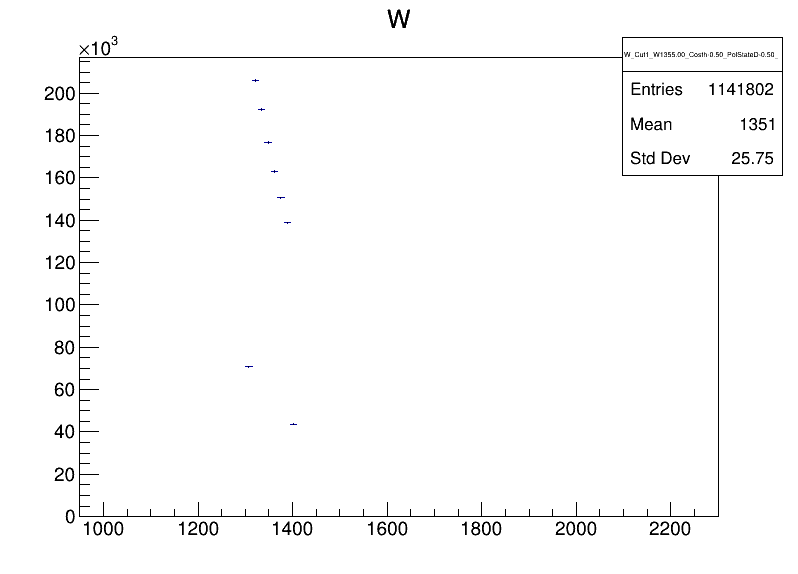 W
×10³
W_Cut1_W1355.00_Costh-0.50_PolStateD-0.50_
Entries 1141802
Mean 1351
Std Dev 25.75
200
180
160
140
120
100
80
60
40
20
0
1000 1200 1400 1600 1800 2000 2200